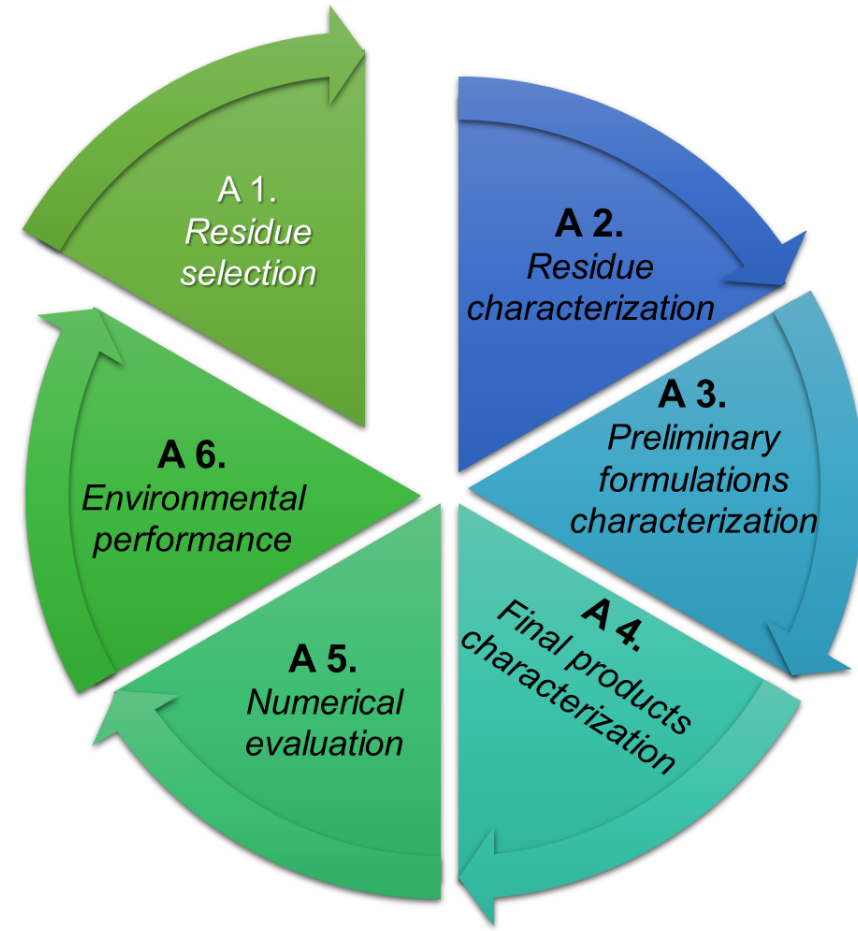 A 1.
Residue
selection
A 2.
Residue
characterization
A 3.
Preliminary
formulations
characterization
A 4.
Final products
characterization
A 5.
Numerical
evaluation
A 6.
Environmental
performance